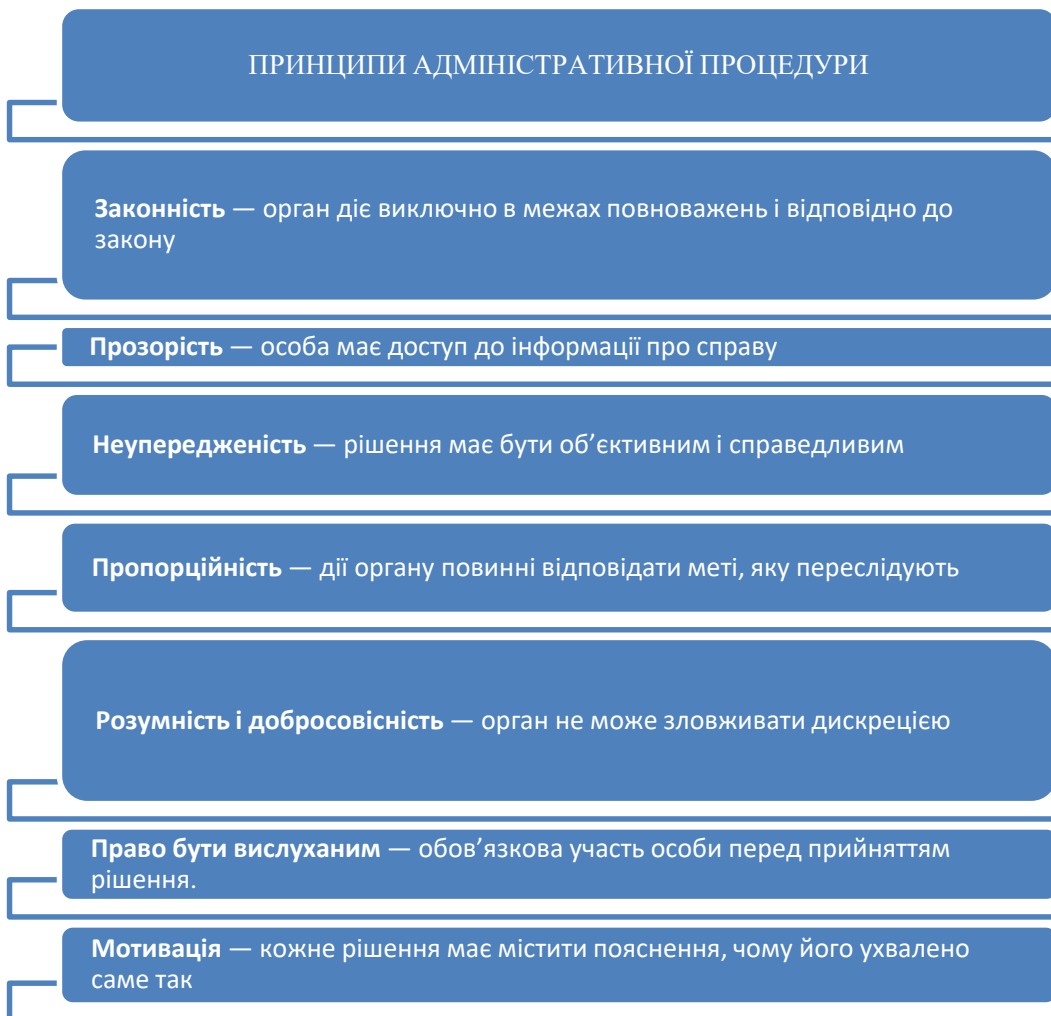 ПРИНЦИПИ АДМІНІСТРАТИВНОЇ ПРОЦЕДУРИ
Законність — орган діє виключно в межах повноважень і відповідно до
закону
Прозорість — особа має доступ до інформації про справу
Неупередженість — рішення має бути об’єктивним і справедливим
Пропорційність — дії органу повинні відповідати меті, яку переслідують
Розумність і добросовісність — орган не може зловживати дискрецією
Право бути вислуханим — обов’язкова участь особи перед прийняттям
рішення.
Мотивація — кожне рішення має містити пояснення, чому його ухвалено
саме так